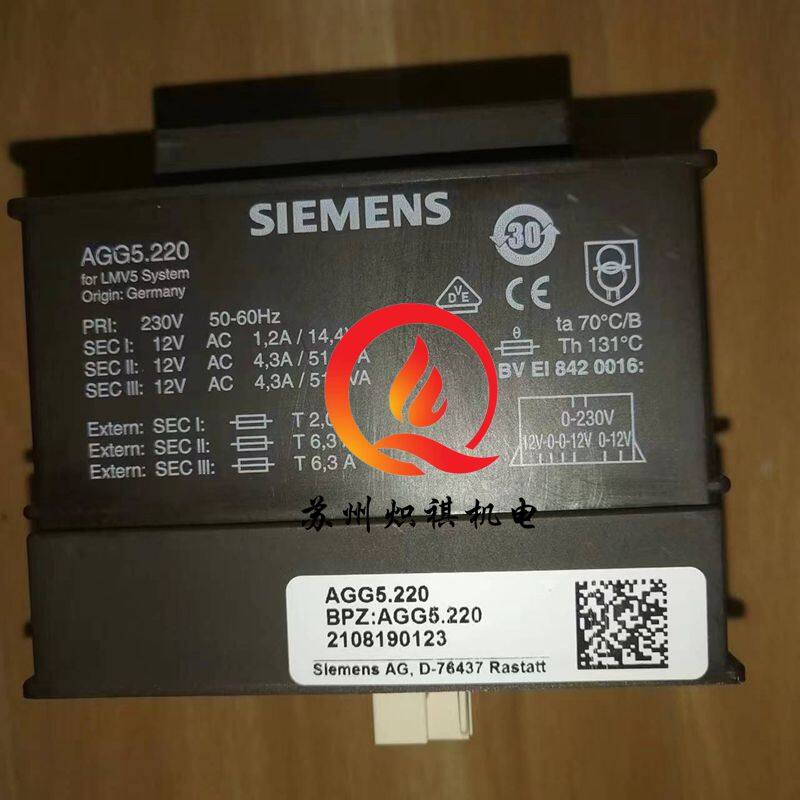 SIEMENS
30
AGG5.220
for LMV5 System
Origin: Germany
VDE
CE
PRI: 230V 50-60Hz
SEC I: 12V AC 1,2A / 14,4
SEC II: 12V AC 4,3A / 51
SEC III: 12V AC 4,3A / 51 VA
ta 70°C/B
θ
Th 131°C
BV EI 842 0016:
Extern: SEC I: T 2,0
Extern: SEC II: T 6,3
Extern: SEC III: T 6,3 A
0-230V
12V-0-0-12V 0-12V
苏州炽祺机电
AGG5.220
BPZ:AGG5.220
2108190123
Siemens AG, D-76437 Rastatt